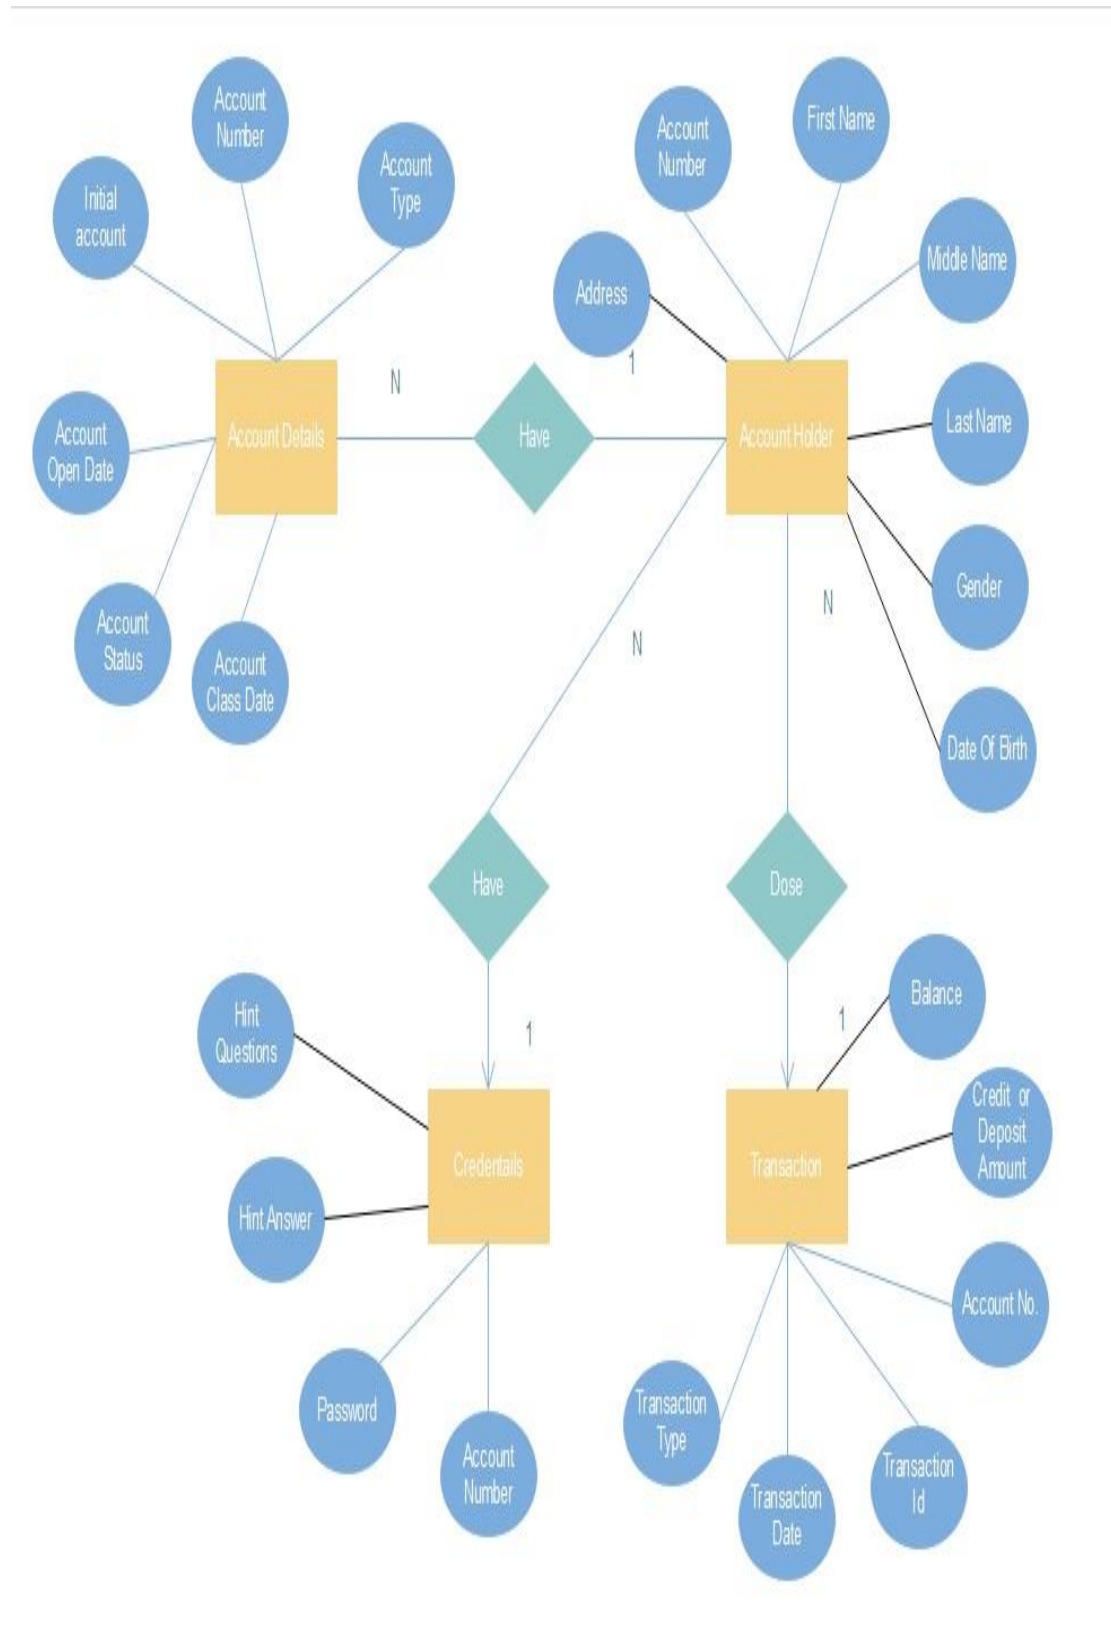 Account
Number
Account
Type
Initial
account
Account
Number
First Name
Middle Name
Address
N
1
Account Details
Have
Account Holder
Last Name
Account
Open Date
Gender
N
N
Account
Status
Account
Class Date
Date Of Birth
Have
Dose
Balance
Hint
Questions
1
1
Credit or
Deposit
Amount
Credentails
Transaction
Hint Answer
Account No.
Password
Transaction
Type
Account
Number
Transaction
Id
Transaction
Date